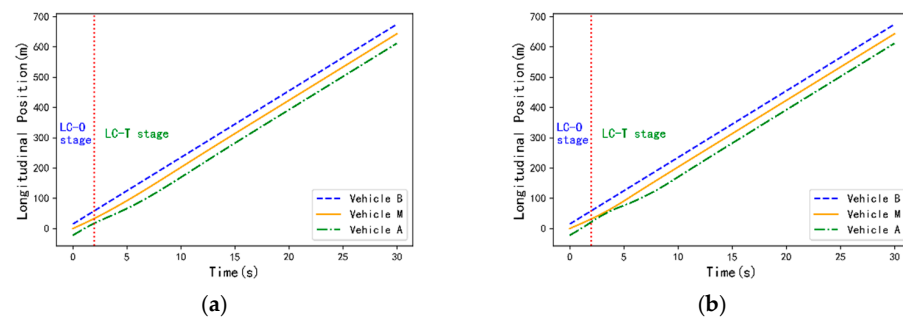 700
600
500
400
300
200
100
0
Longitudinal Position(m)
LC-O
stage
LC-T stage
Vehicle B
Vehicle M
Vehicle A
0 5 10 15 20 25 30
Time(s)
(a)
700
600
500
400
300
200
100
0
Longitudinal Position(m)
LC-O
stage
LC-T stage
Vehicle B
Vehicle M
Vehicle A
0 5 10 15 20 25 30
Time(s)
(b)